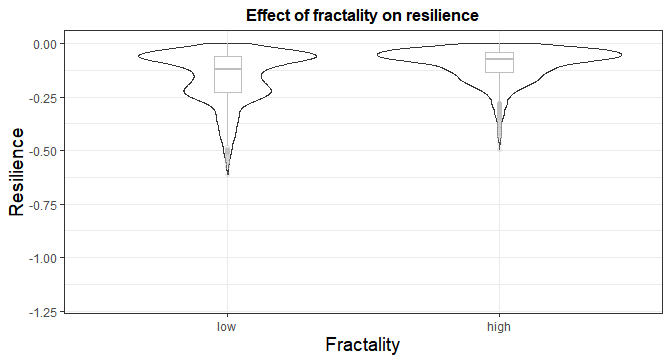 Effect of fractality on resilience
Resilience
0.00
-0.25
-0.50
-0.75
-1.00
-1.25
low high
Fractality